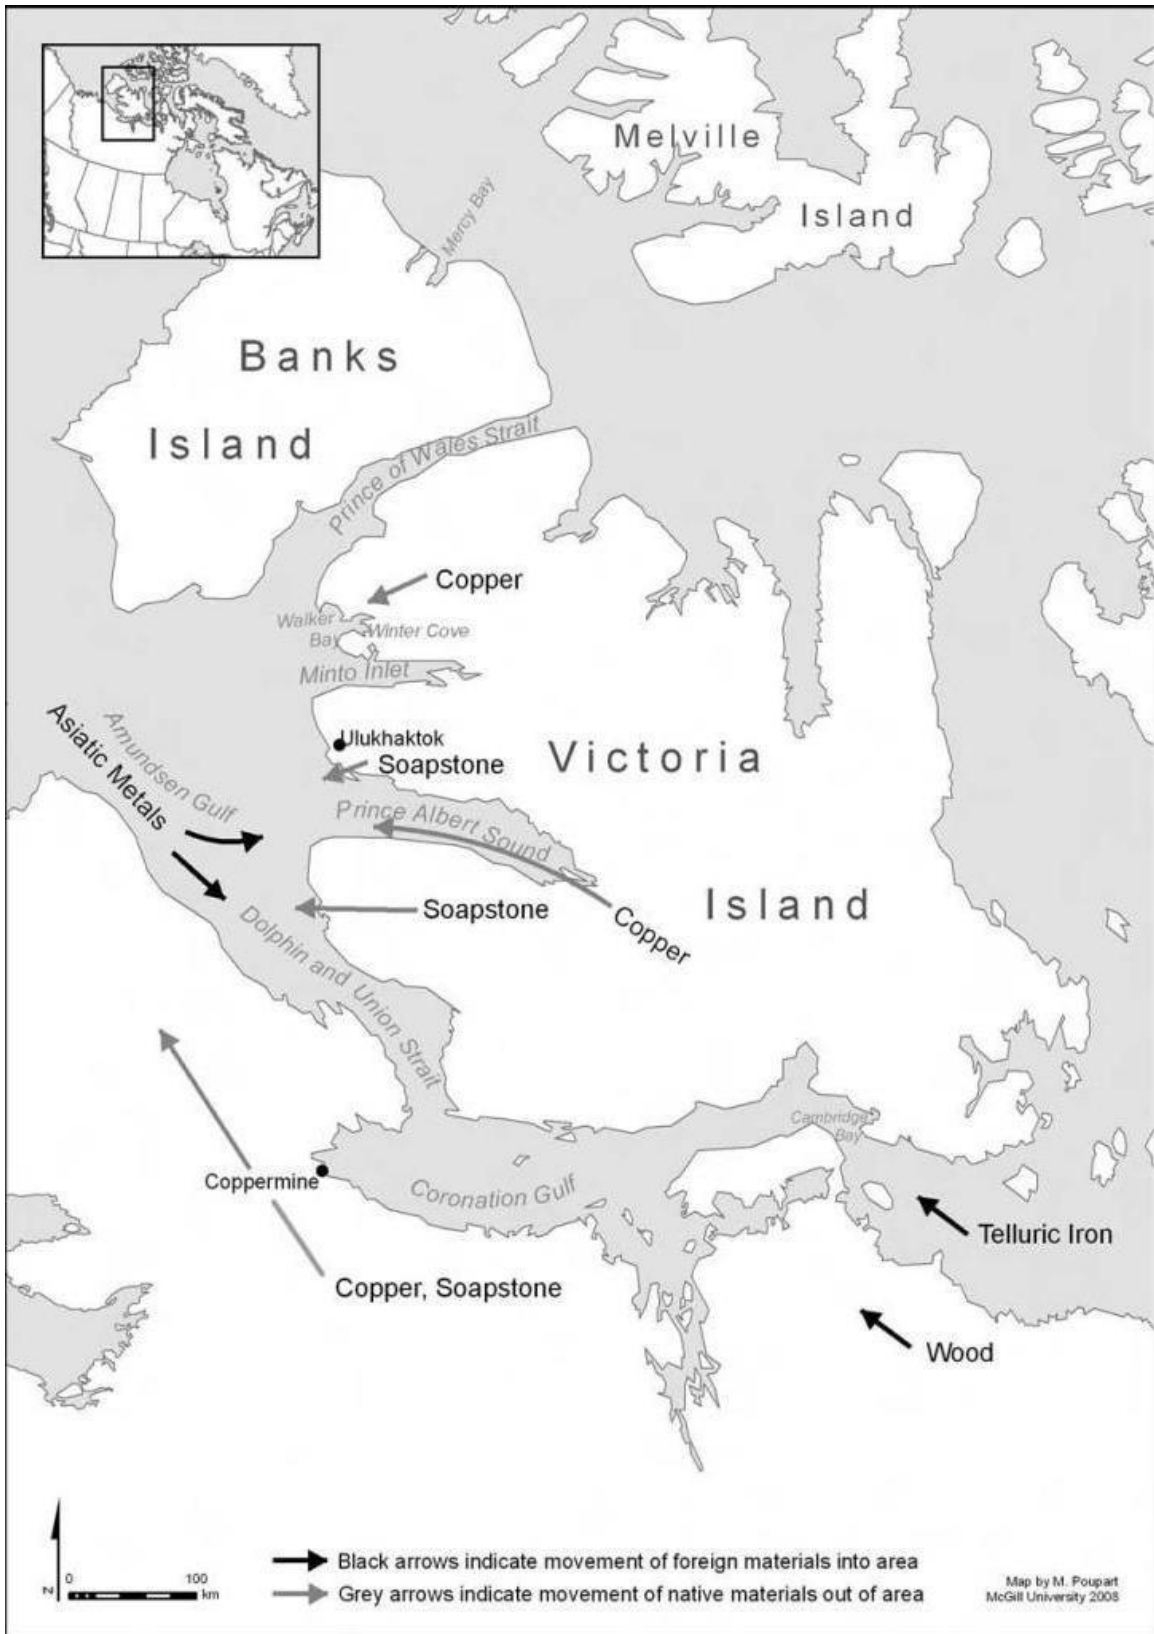 Melville
Island
Mercy Bay
Banks
Island
Prince of Wales Strait
Copper
Walker
Bay
Winter Cove
Minto Inlet
Amundsen Gulf
Asiatic Metals
Ulukhaktok
Soapstone
Victoria
Prince Albert Sound
Island
Soapstone
Copper
Dolphin and Union Strait
Cambridge
Bay
Coppermine
Coronation Gulf
Telluric Iron
Copper, Soapstone
Wood
N
0 100
km
Black arrows indicate movement of foreign materials into area
Grey arrows indicate movement of native materials out of area
Map by M. Poupart
McGill University 2008